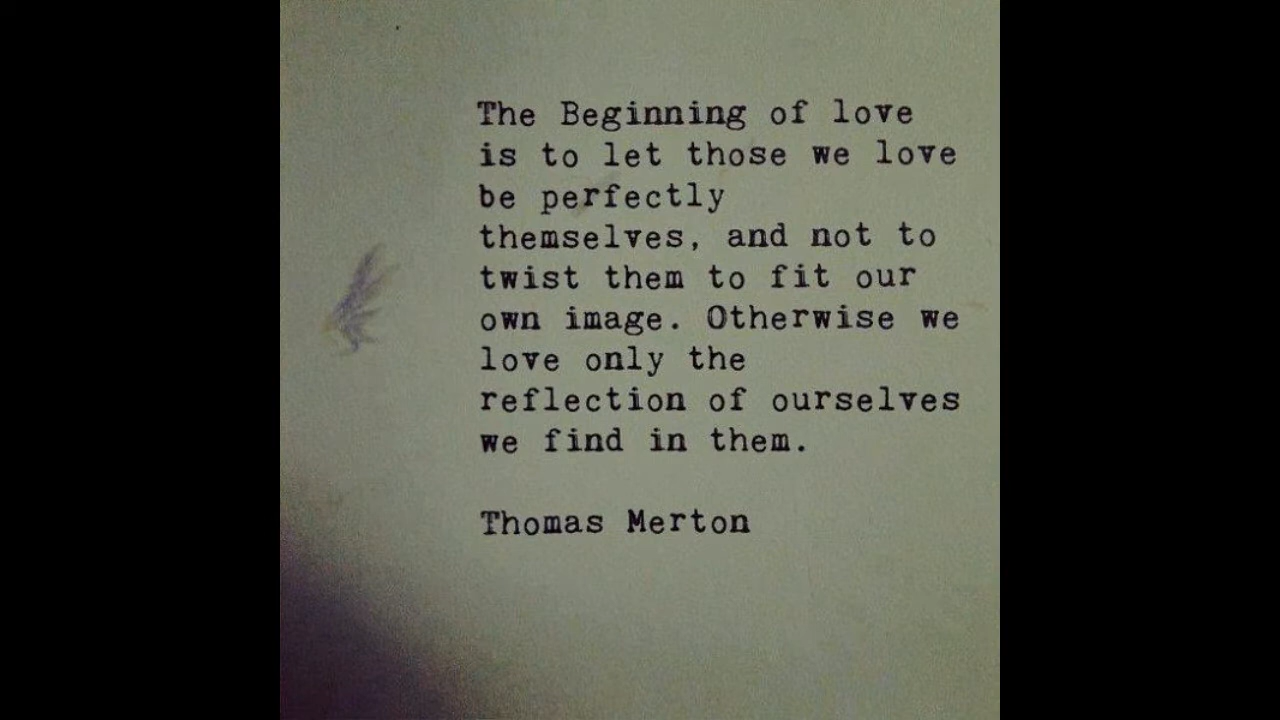 The Beginning of love
is to let those we love
be perfectly
themselves, and not to
twist them to fit our
own image. Otherwise we
love only the
reflection of ourselves
we find in them.
Thomas Merton